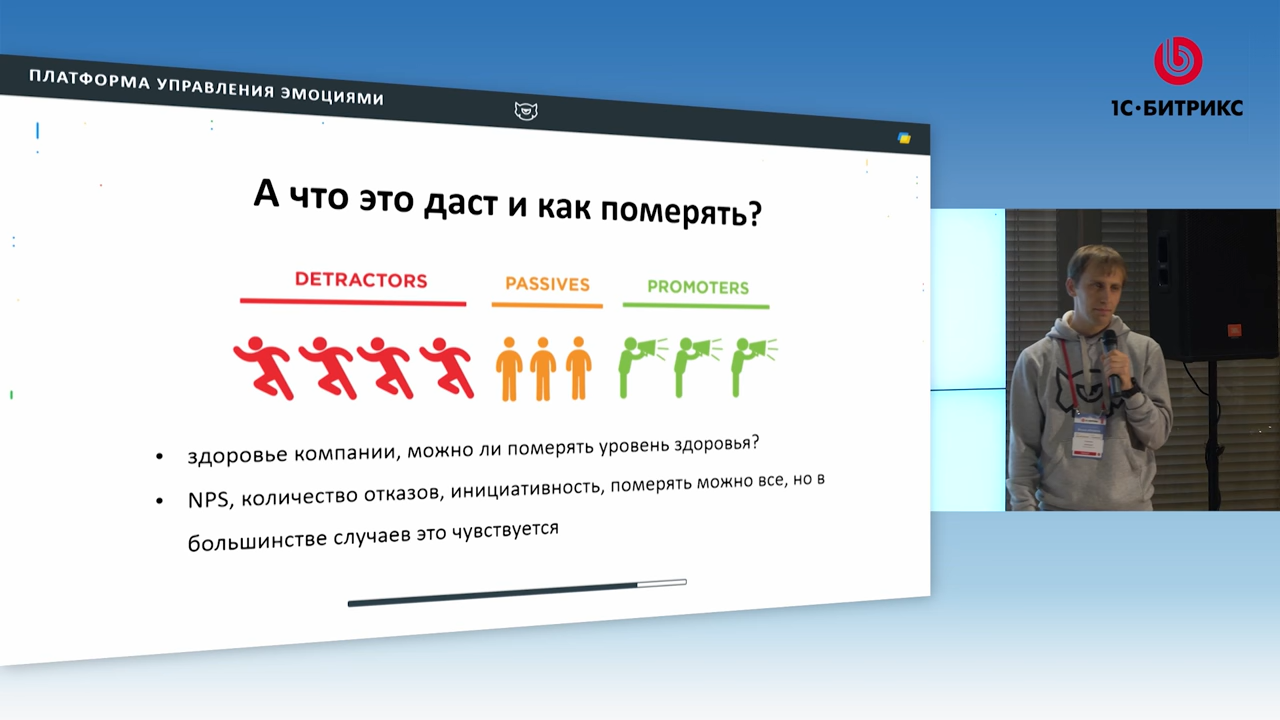 ПЛАТФОРМА УПРАВЛЕНИЯ ЭМОЦИЯМИ
1С·БИТРИКС
А что это даст и как померять?
DETRACTORS
PASSIVES
PROMOTERS
• здоровье компании, можно ли померять уровень здоровья?
• NPS, количество отказов, инициативность, померять можно все, но в
большинстве случаев это чувствуется